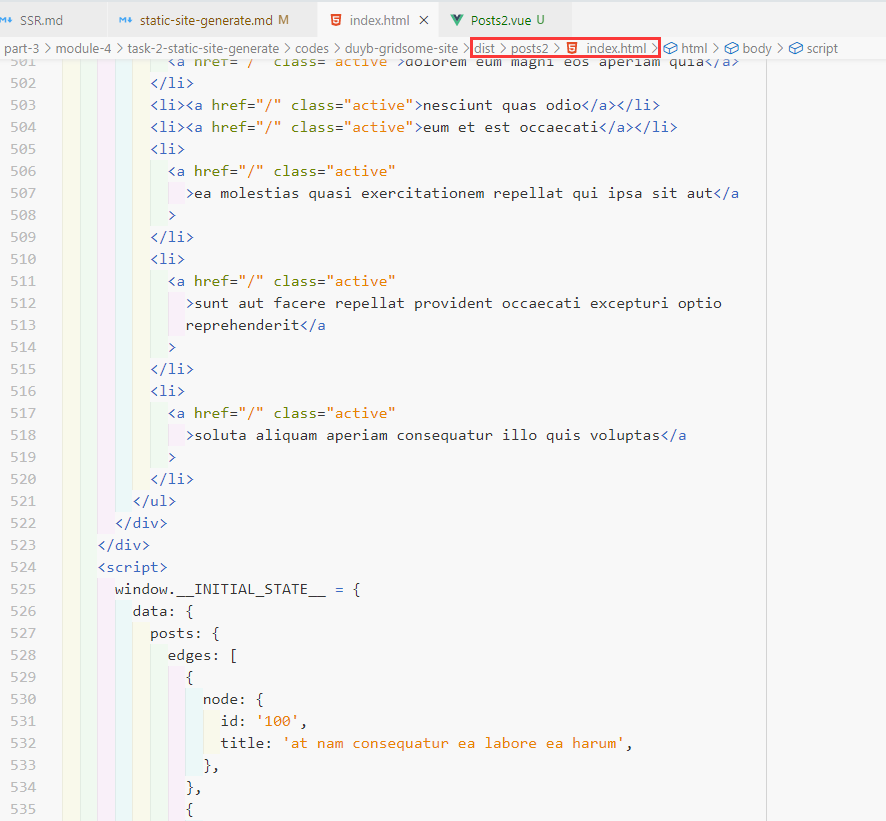 SSR.md static-site-generate.md M index.html × Posts2.vue U
part-3 > module-4 > task-2-static-site-generate > codes > duyb-gridsome-site > dist > posts2 > index.html > html > body > script
501 <a href="/" class="active">dolorem eum magni eos aperiam quia</a>
502 </li>
503 <li><a href="/" class="active">nesciunt quas odio</a></li>
504 <li><a href="/" class="active">eum et est occaecati</a></li>
505 <li>
506 <a href="/" class="active"
507 >ea molestias quasi exercitationem repellat qui ipsa sit aut</a
508 >
509 </li>
510 <li>
511 <a href="/" class="active"
512 >sunt aut facere repellat provident occaecati excepturi optio
513 reprehenderit</a
514 >
515 </li>
516 <li>
517 <a href="/" class="active"
518 >soluta aliquam aperiam consequatur illo quis voluptas</a
519 >
520 </li>
521 </ul>
522 </div>
523 </div>
524 <script>
525 window.__INITIAL_STATE__ = {
526 data: {
527 posts: {
528 edges: [
529 {
530 node: {
531 id: '100',
532 title: 'at nam consequatur ea labore ea harum',
533 },
534 },
535 {